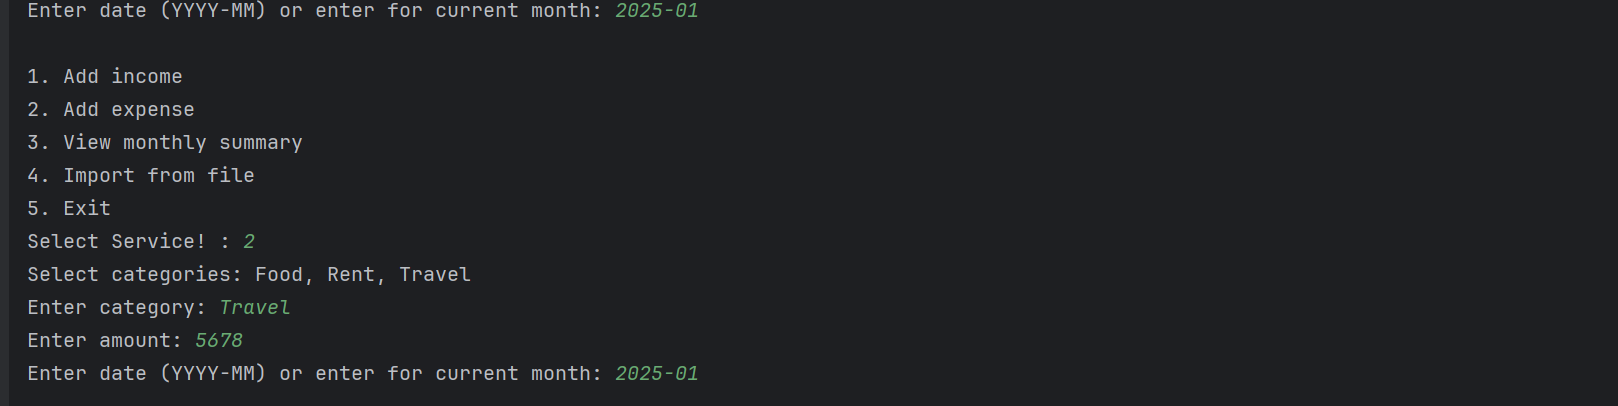 Enter date (YYYY-MM) or enter for current month: 2025-01
1. Add income
2. Add expense
3. View monthly summary
4. Import from file
5. Exit
Select Service! : 2
Select categories: Food, Rent, Travel
Enter category: Travel
Enter amount: 5678
Enter date (YYYY-MM) or enter for current month: 2025-01